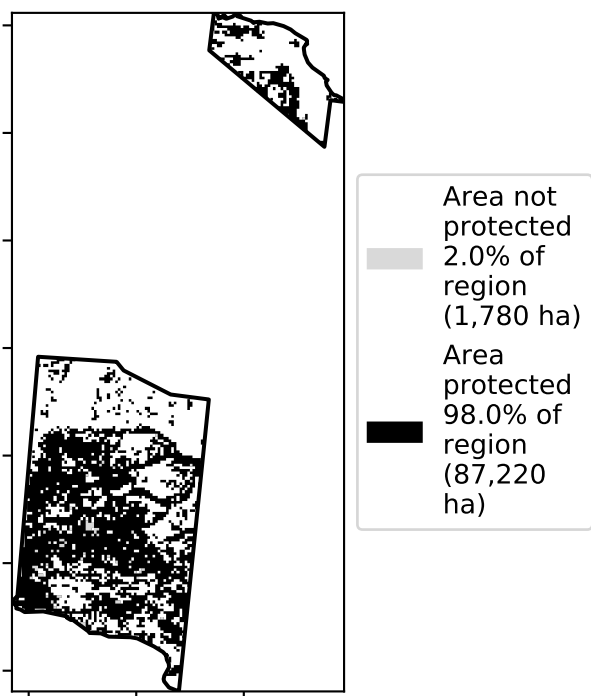 Area not
protected
2.0% of
region
(1,780 ha)
Area
protected
98.0% of
region
(87,220
ha)